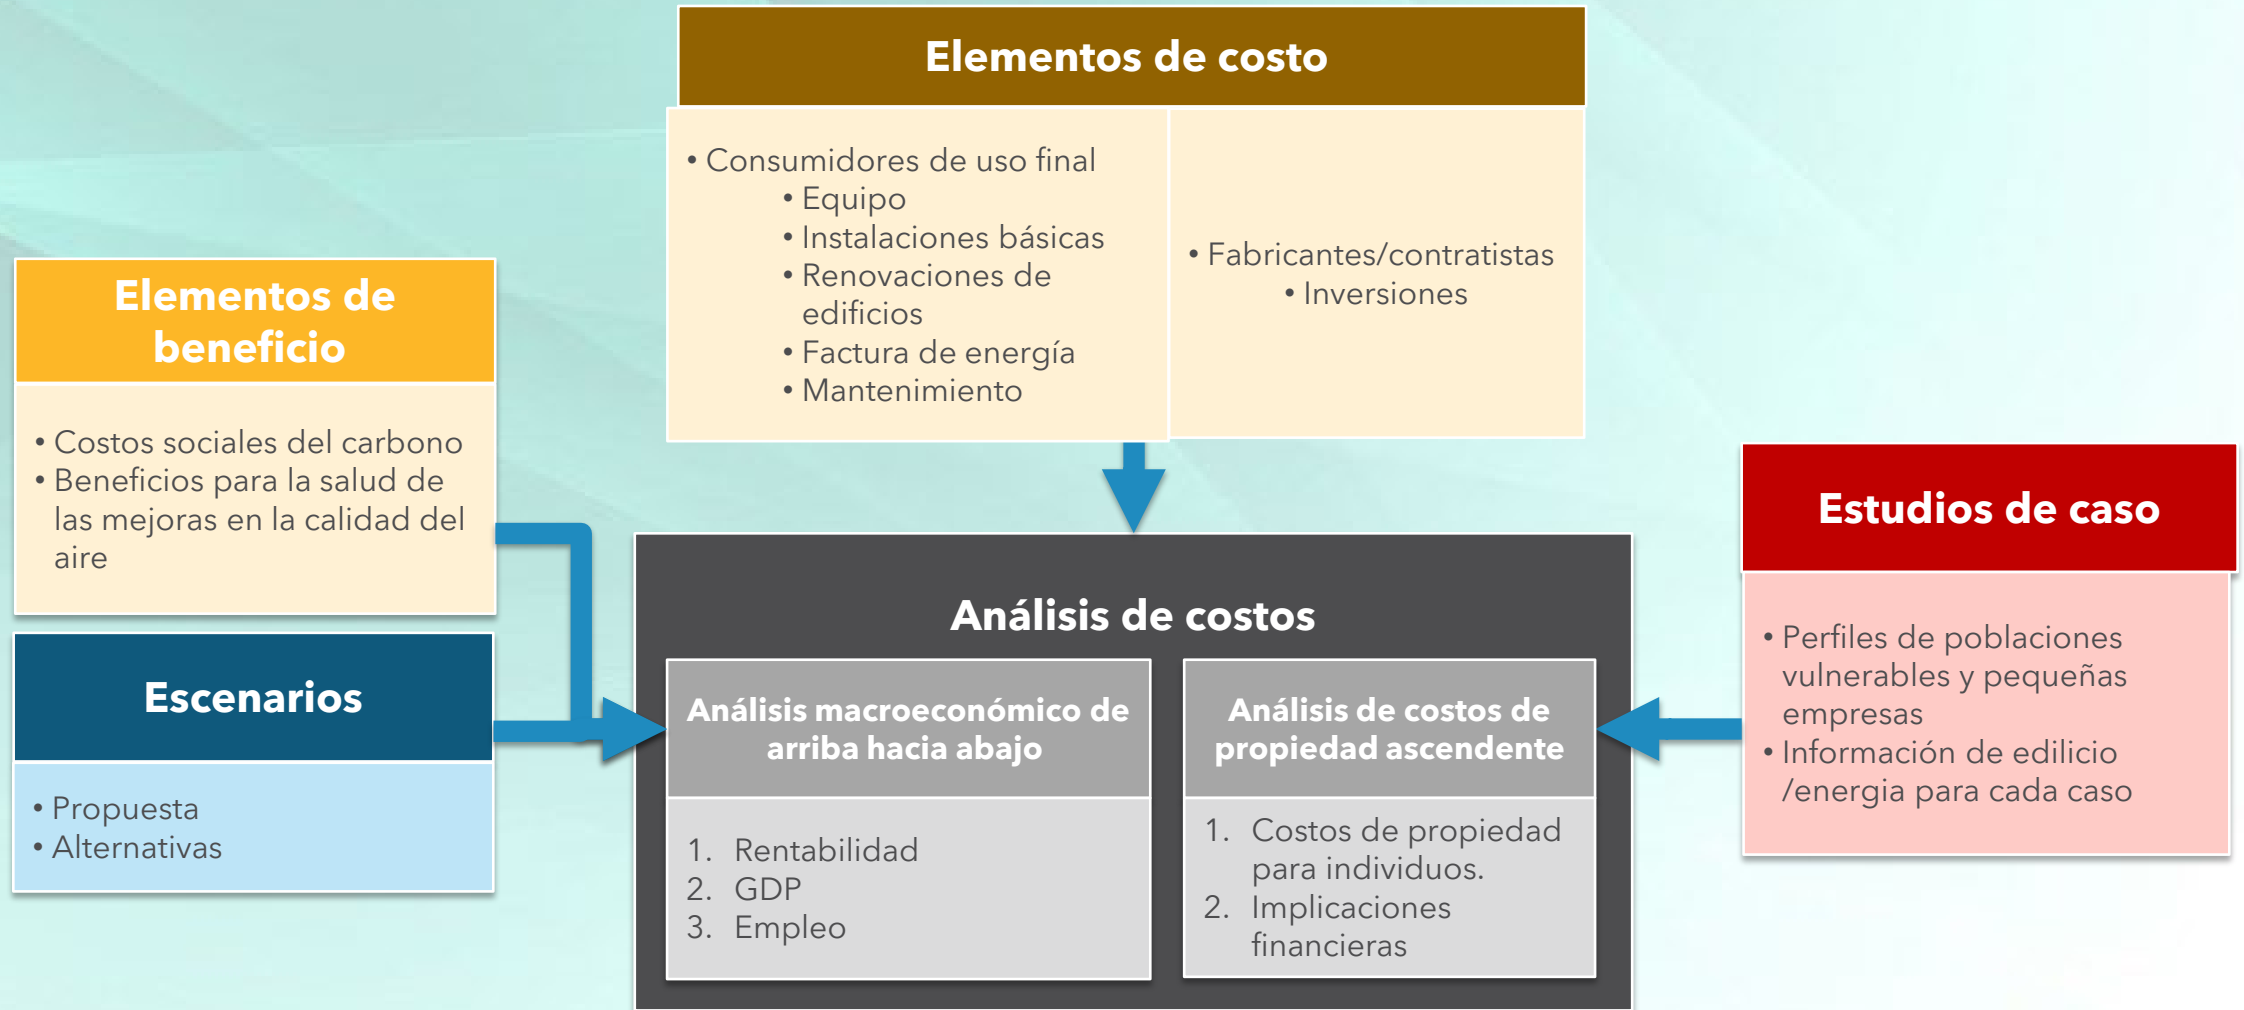 Elementos de costo
• Consumidores de uso final
• Equipo
• Instalaciones básicas
• Renovaciones de
edificios
• Factura de energía
• Mantenimiento
• Fabricantes/contratistas
• Inversiones
Elementos de
beneficio
• Costos sociales del carbono
• Beneficios para la salud de
las mejoras en la calidad del
aire
Escenarios
• Propuesta
• Alternativas
Análisis de costos
Análisis macroeconómico de
arriba hacia abajo
1. Rentabilidad
2. GDP
3. Empleo
Análisis de costos de
propiedad ascendente
1. Costos de propiedad
para individuos.
2. Implicaciones
financieras
Estudios de caso
• Perfiles de poblaciones
vulnerables y pequeñas
empresas
• Información de edilicio
/energia para cada caso